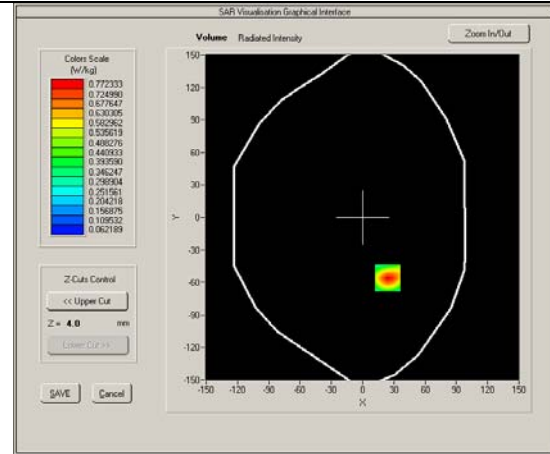 SAR Visualisation Graphical Interface
Volume Radiated Intensity
Zoom In/Out
Colors Scale
(W/kg)
0.772333
0.724990
0.677647
0.630305
0.582962
0.535619
0.488276
0.440933
0.393590
0.346247
0.298904
0.251561
0.204218
0.156875
0.109532
0.062189
Z-Cuts Control
<< Upper Cut
Z = 4.0 mm
Lower Cut >>
SAVE Cancel
150-
120-
90-
60-
30-
0-
-30-
-60-
-90-
-120-
-150-
Y
-150 -120 -90 -60 -30 0 30 60 90 120 150
X